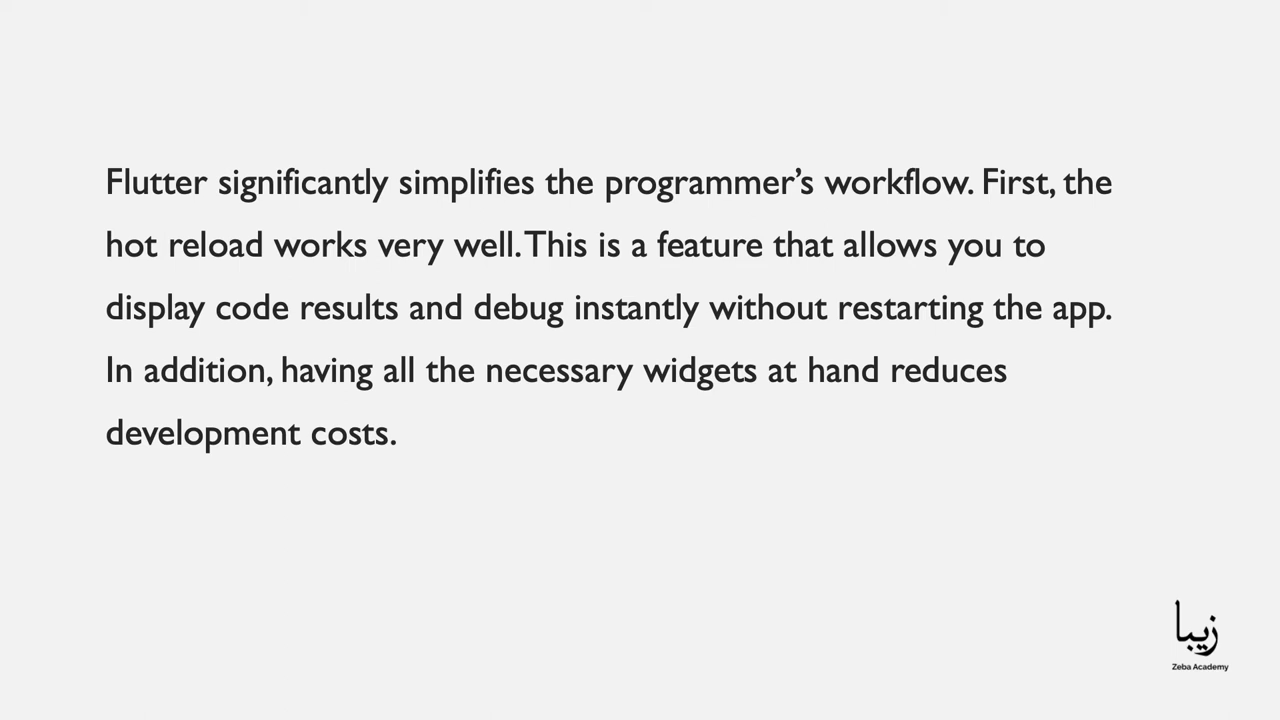 Flutter significantly simplifies the programmer’s workflow. First, the
hot reload works very well. This is a feature that allows you to
display code results and debug instantly without restarting the app.
In addition, having all the necessary widgets at hand reduces
development costs.
زیبا
Zeba Academy